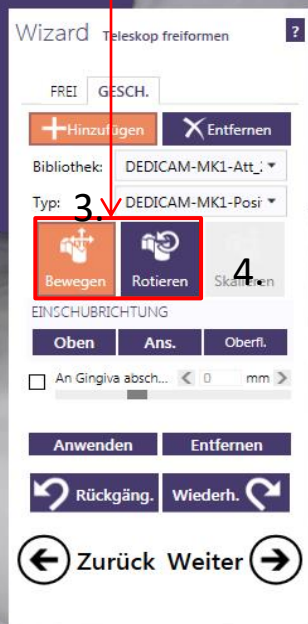 Wizard Teleskop freiformen ?
FREI GESCH.
Hinzufügen Entfernen
Bibliothek: DEDICAM-MK1-Att_
Typ: DEDICAM-MK1-Posi
3.
Bewegen Rotieren Skalieren
4.
EINSCHUBRICHTUNG
Oben Ans. Oberfl.
An Gingiva absch... 0 mm
Anwenden Entfernen
Rückgäng. Wiederh.
Zurück Weiter